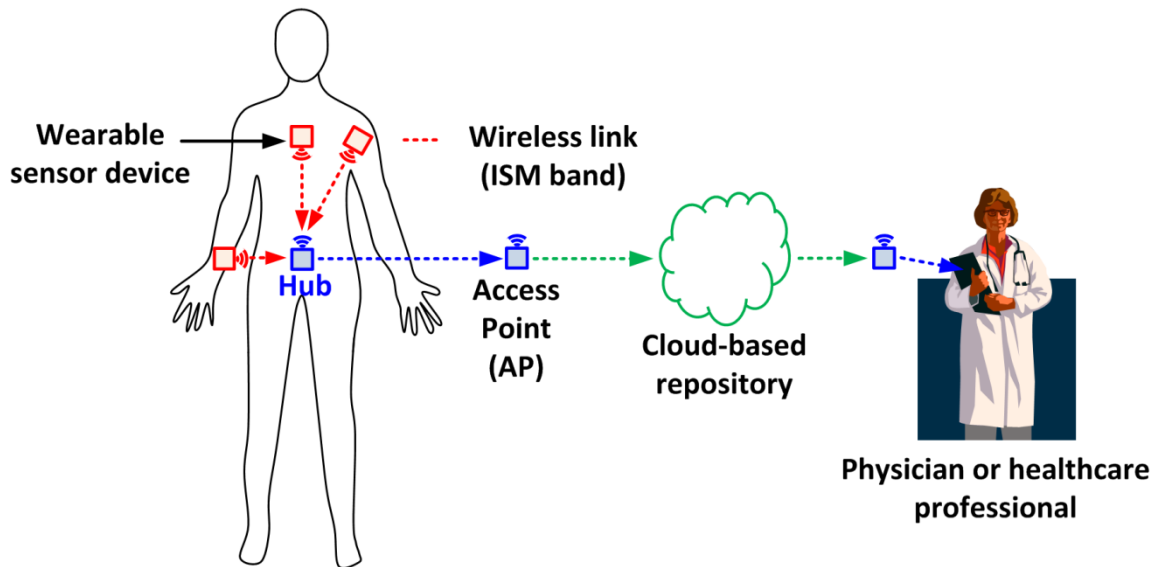 Wearable
sensor device
Wireless link
(ISM band)
Hub
Access
Point
(AP)
Cloud-based
repository
Physician or healthcare
professional